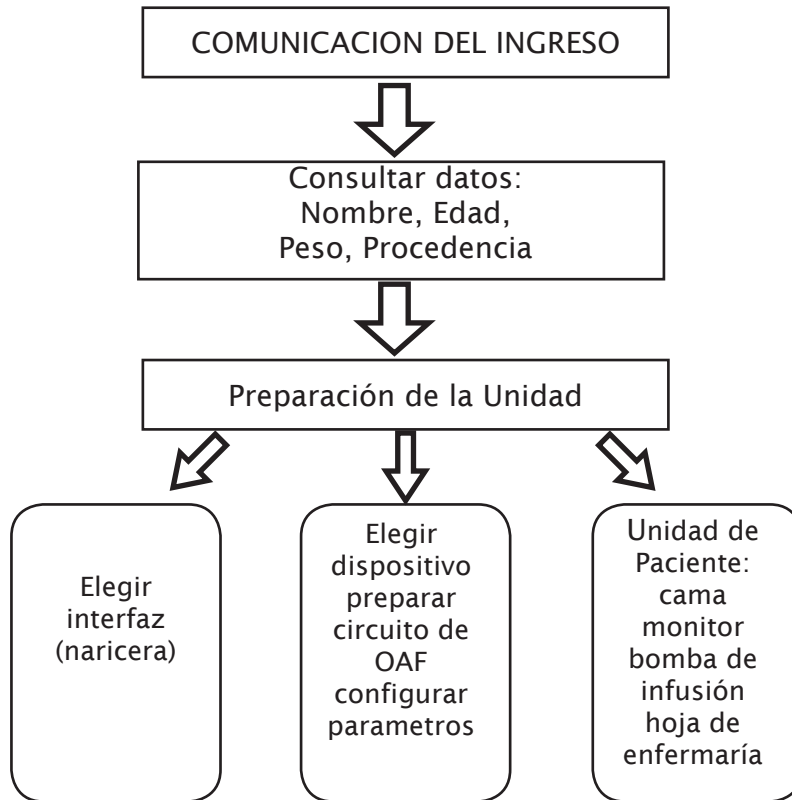 COMUNICACION DEL INGRESO
Consultar datos:
Nombre, Edad,
Peso, Procedencia
Preparación de la Unidad
Elegir
interfaz
(naricera)
Elegir
dispositivo
preparar
circuito de
OAF
configurar
parametros
Unidad de
Paciente:
cama
monitor
bomba de
infusión
hoja de
enfermaría